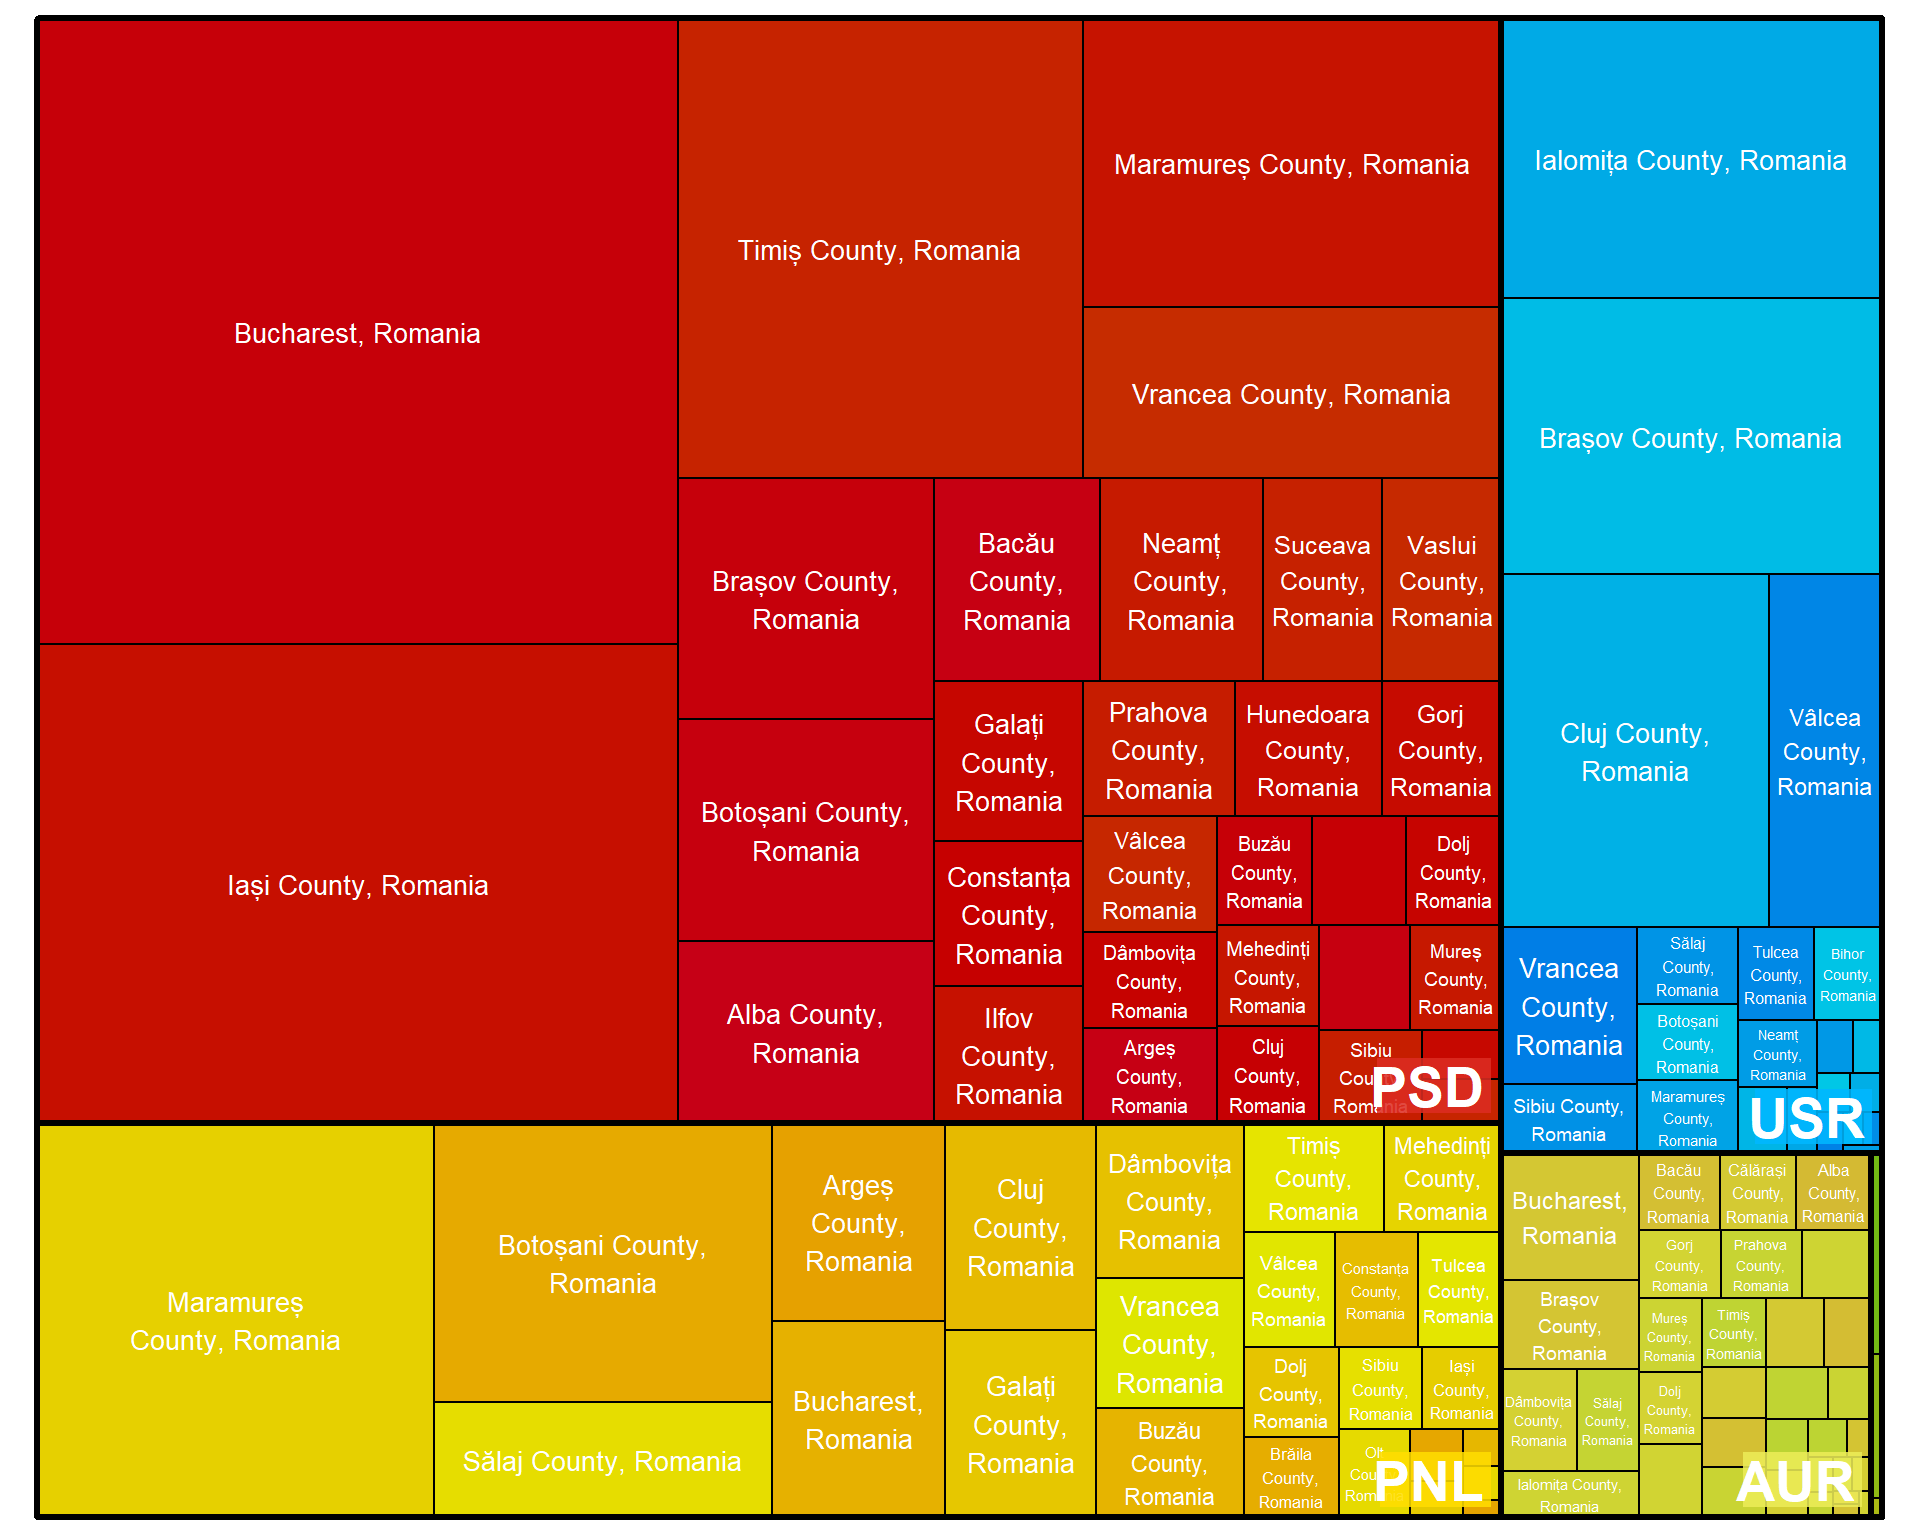 Bucharest, Romania
Iași County, Romania
Timiș County, Romania
Maramureș County, Romania
Vrancea County, Romania
Brașov County,
Romania
Botoșani County,
Romania
Alba County,
Romania
Bacău
County,
Romania
Neamț
County,
Romania
Suceava
County,
Romania
Vaslui
County,
Romania
Galați
County,
Romania
Constanța
County,
Romania
Ilfov
County,
Romania
Prahova
County,
Romania
Hunedoara
County,
Romania
Gorj
County,
Romania
Vâlcea
County,
Romania
Dâmbovița
County,
Romania
Argeș
County,
Romania
Buzău
County,
Romania
Dolj
County,
Romania
Mehedinți
County,
Romania
Mureș
County,
Romania
Cluj
County,
Romania
Sibiu
County,
Romania
PSD
Maramureș
County, Romania
Botoșani County,
Romania
Sălaj County, Romania
Argeș
County,
Romania
Bucharest,
Romania
Cluj
County,
Romania
Galați
County,
Romania
Dâmbovița
County,
Romania
Vrancea
County,
Romania
Buzău
County,
Romania
Timiș
County,
Romania
Mehedinți
County,
Romania
Vâlcea
County,
Romania
Constanța
County,
Romania
Tulcea
County,
Romania
Dolj
County,
Romania
Brăila
County,
Romania
Sibiu
County,
Romania
Iași
County,
Romania
Olt
County,
Romania
PNL
Ialomița County, Romania
Brașov County, Romania
Cluj County,
Romania
Vâlcea
County,
Romania
Vrancea
County,
Romania
Sibiu County,
Romania
Sălaj
County,
Romania
Botoșani
County,
Romania
Maramureș
County,
Romania
Tulcea
County,
Romania
Bihor
County,
Romania
Neamț
County,
Romania
USR
Bucharest,
Romania
Brașov
County,
Romania
Dâmbovița
County,
Romania
Sălaj
County,
Romania
Ialomița County,
Romania
Bacău
County,
Romania
Călărași
County,
Romania
Alba
County,
Romania
Gorj
County,
Romania
Prahova
County,
Romania
Mureș
County,
Romania
Timiș
County,
Romania
Dolj
County,
Romania
AUR